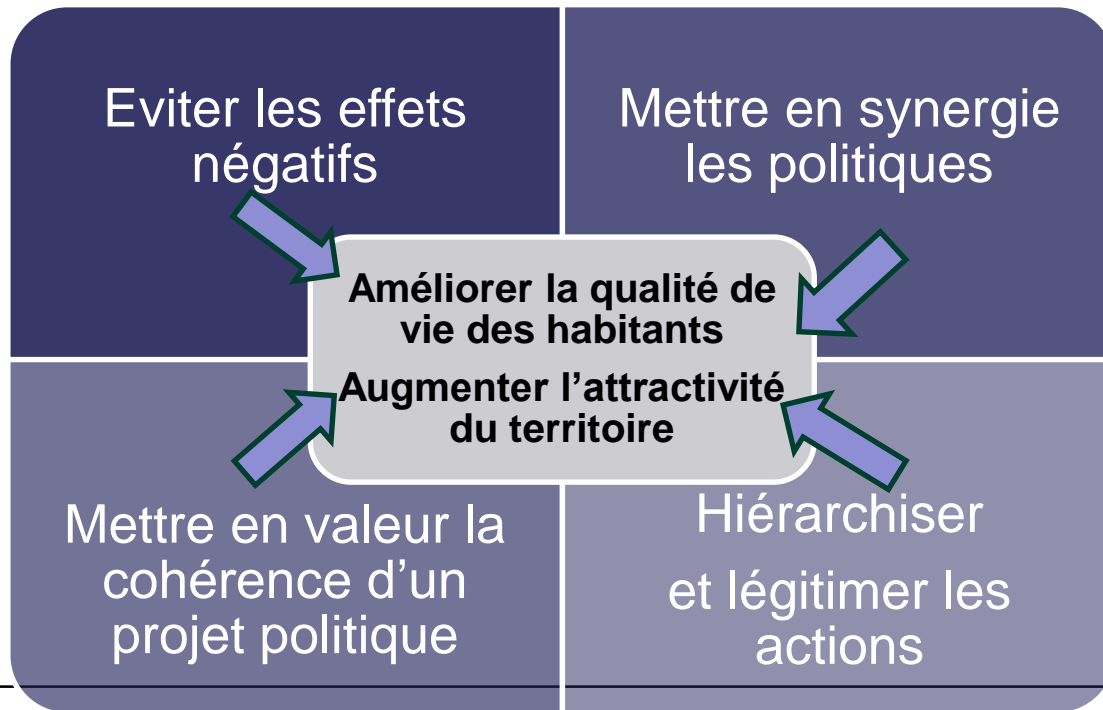 Eviter les effets
négatifs
Mettre en synergie
les politiques
Améliorer la qualité de
vie des habitants
Augmenter l’attractivité
du territoire
Mettre en valeur la
cohérence d’un
projet politique
Hiérarchiser
et légitimer les
actions